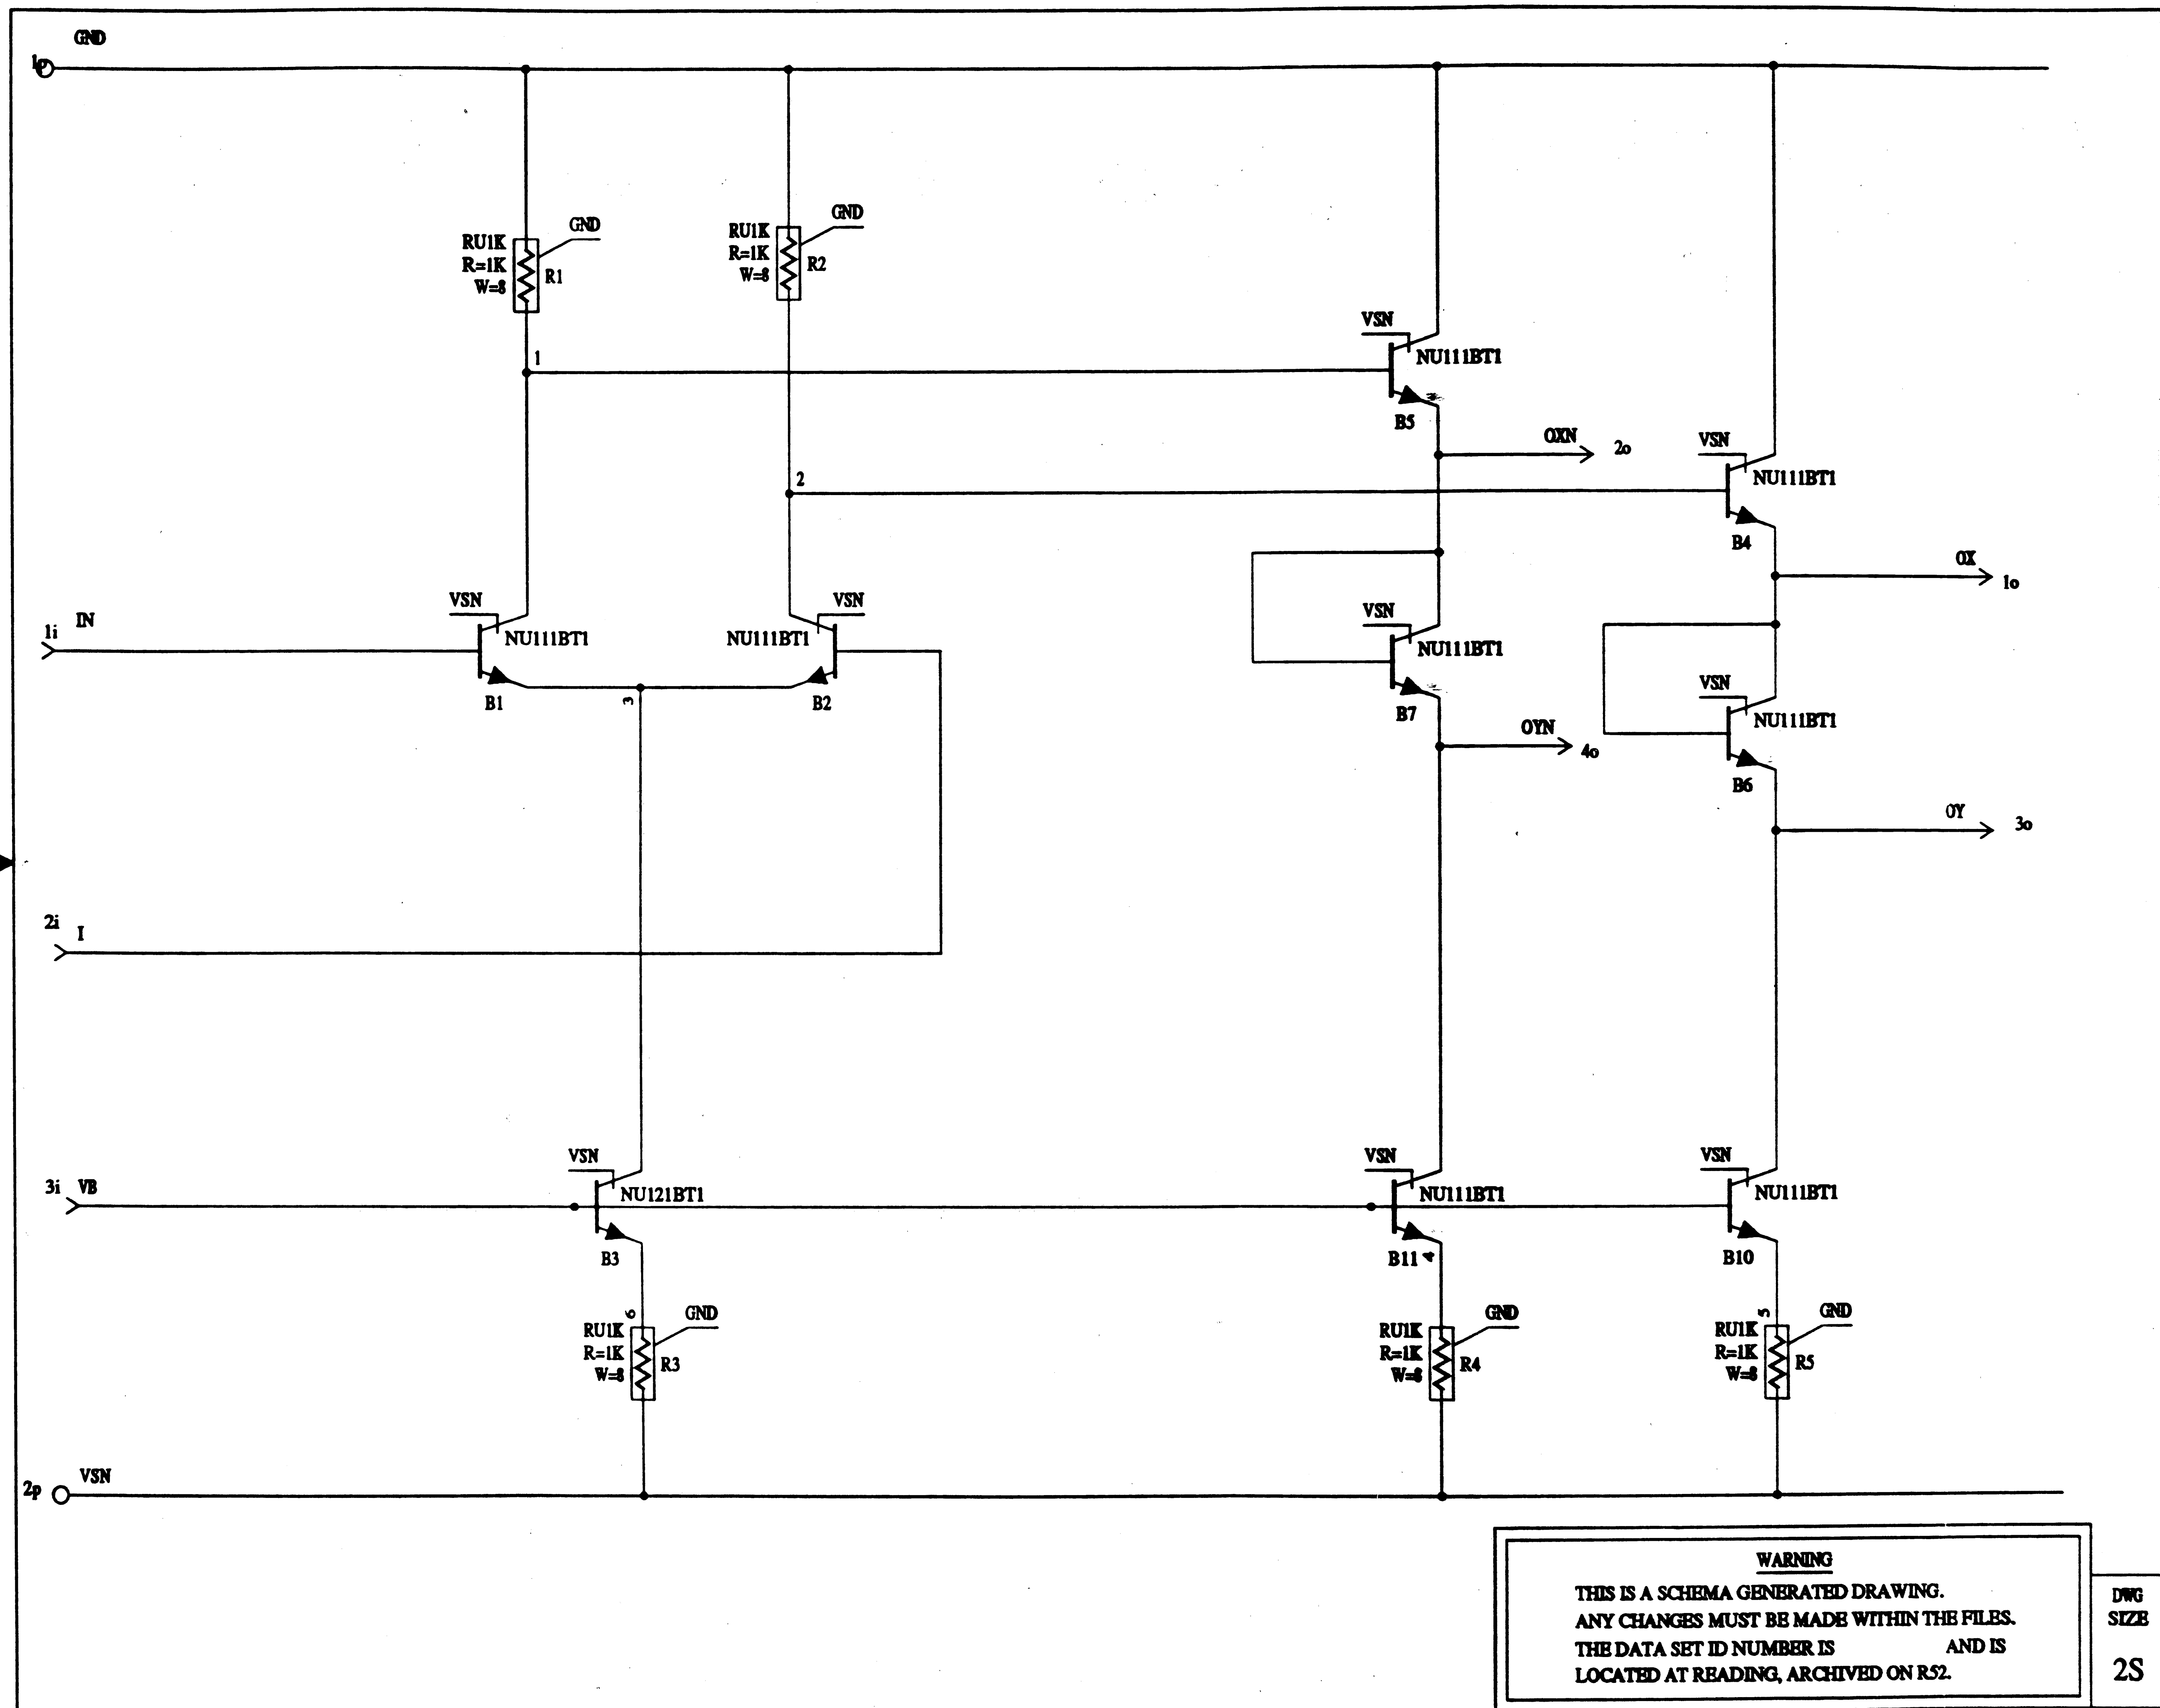 GND
1p
GND
RU1K
R=1K
W=8
R1
GND
RU1K
R=1K
W=8
R2
VSN
NU111BT1
B5
1
OXN
2o
VSN
NU111BT1
B4
2
OX
1o
1i
IN
VSN
NU111BT1
B1
3
VSN
NU111BT1
B2
VSN
NU111BT1
B7
OYN
4o
VSN
NU111BT1
B6
OY
3o
2i
I
3i
VB
VSN
NU121BT1
B3
VSN
NU111BT1
B11
4
VSN
NU111BT1
B10
6
GND
RU1K
R=1K
W=8
R3
GND
RU1K
R=1K
W=8
R4
5
GND
RU1K
R=1K
W=8
R5
2p
VSN
WARNING
THIS IS A SCHEMA GENERATED DRAWING.
ANY CHANGES MUST BE MADE WITHIN THE FILES.
THE DATA SET ID NUMBER IS AND IS
LOCATED AT READING, ARCHIVED ON R52.
DWG
SIZE
2S